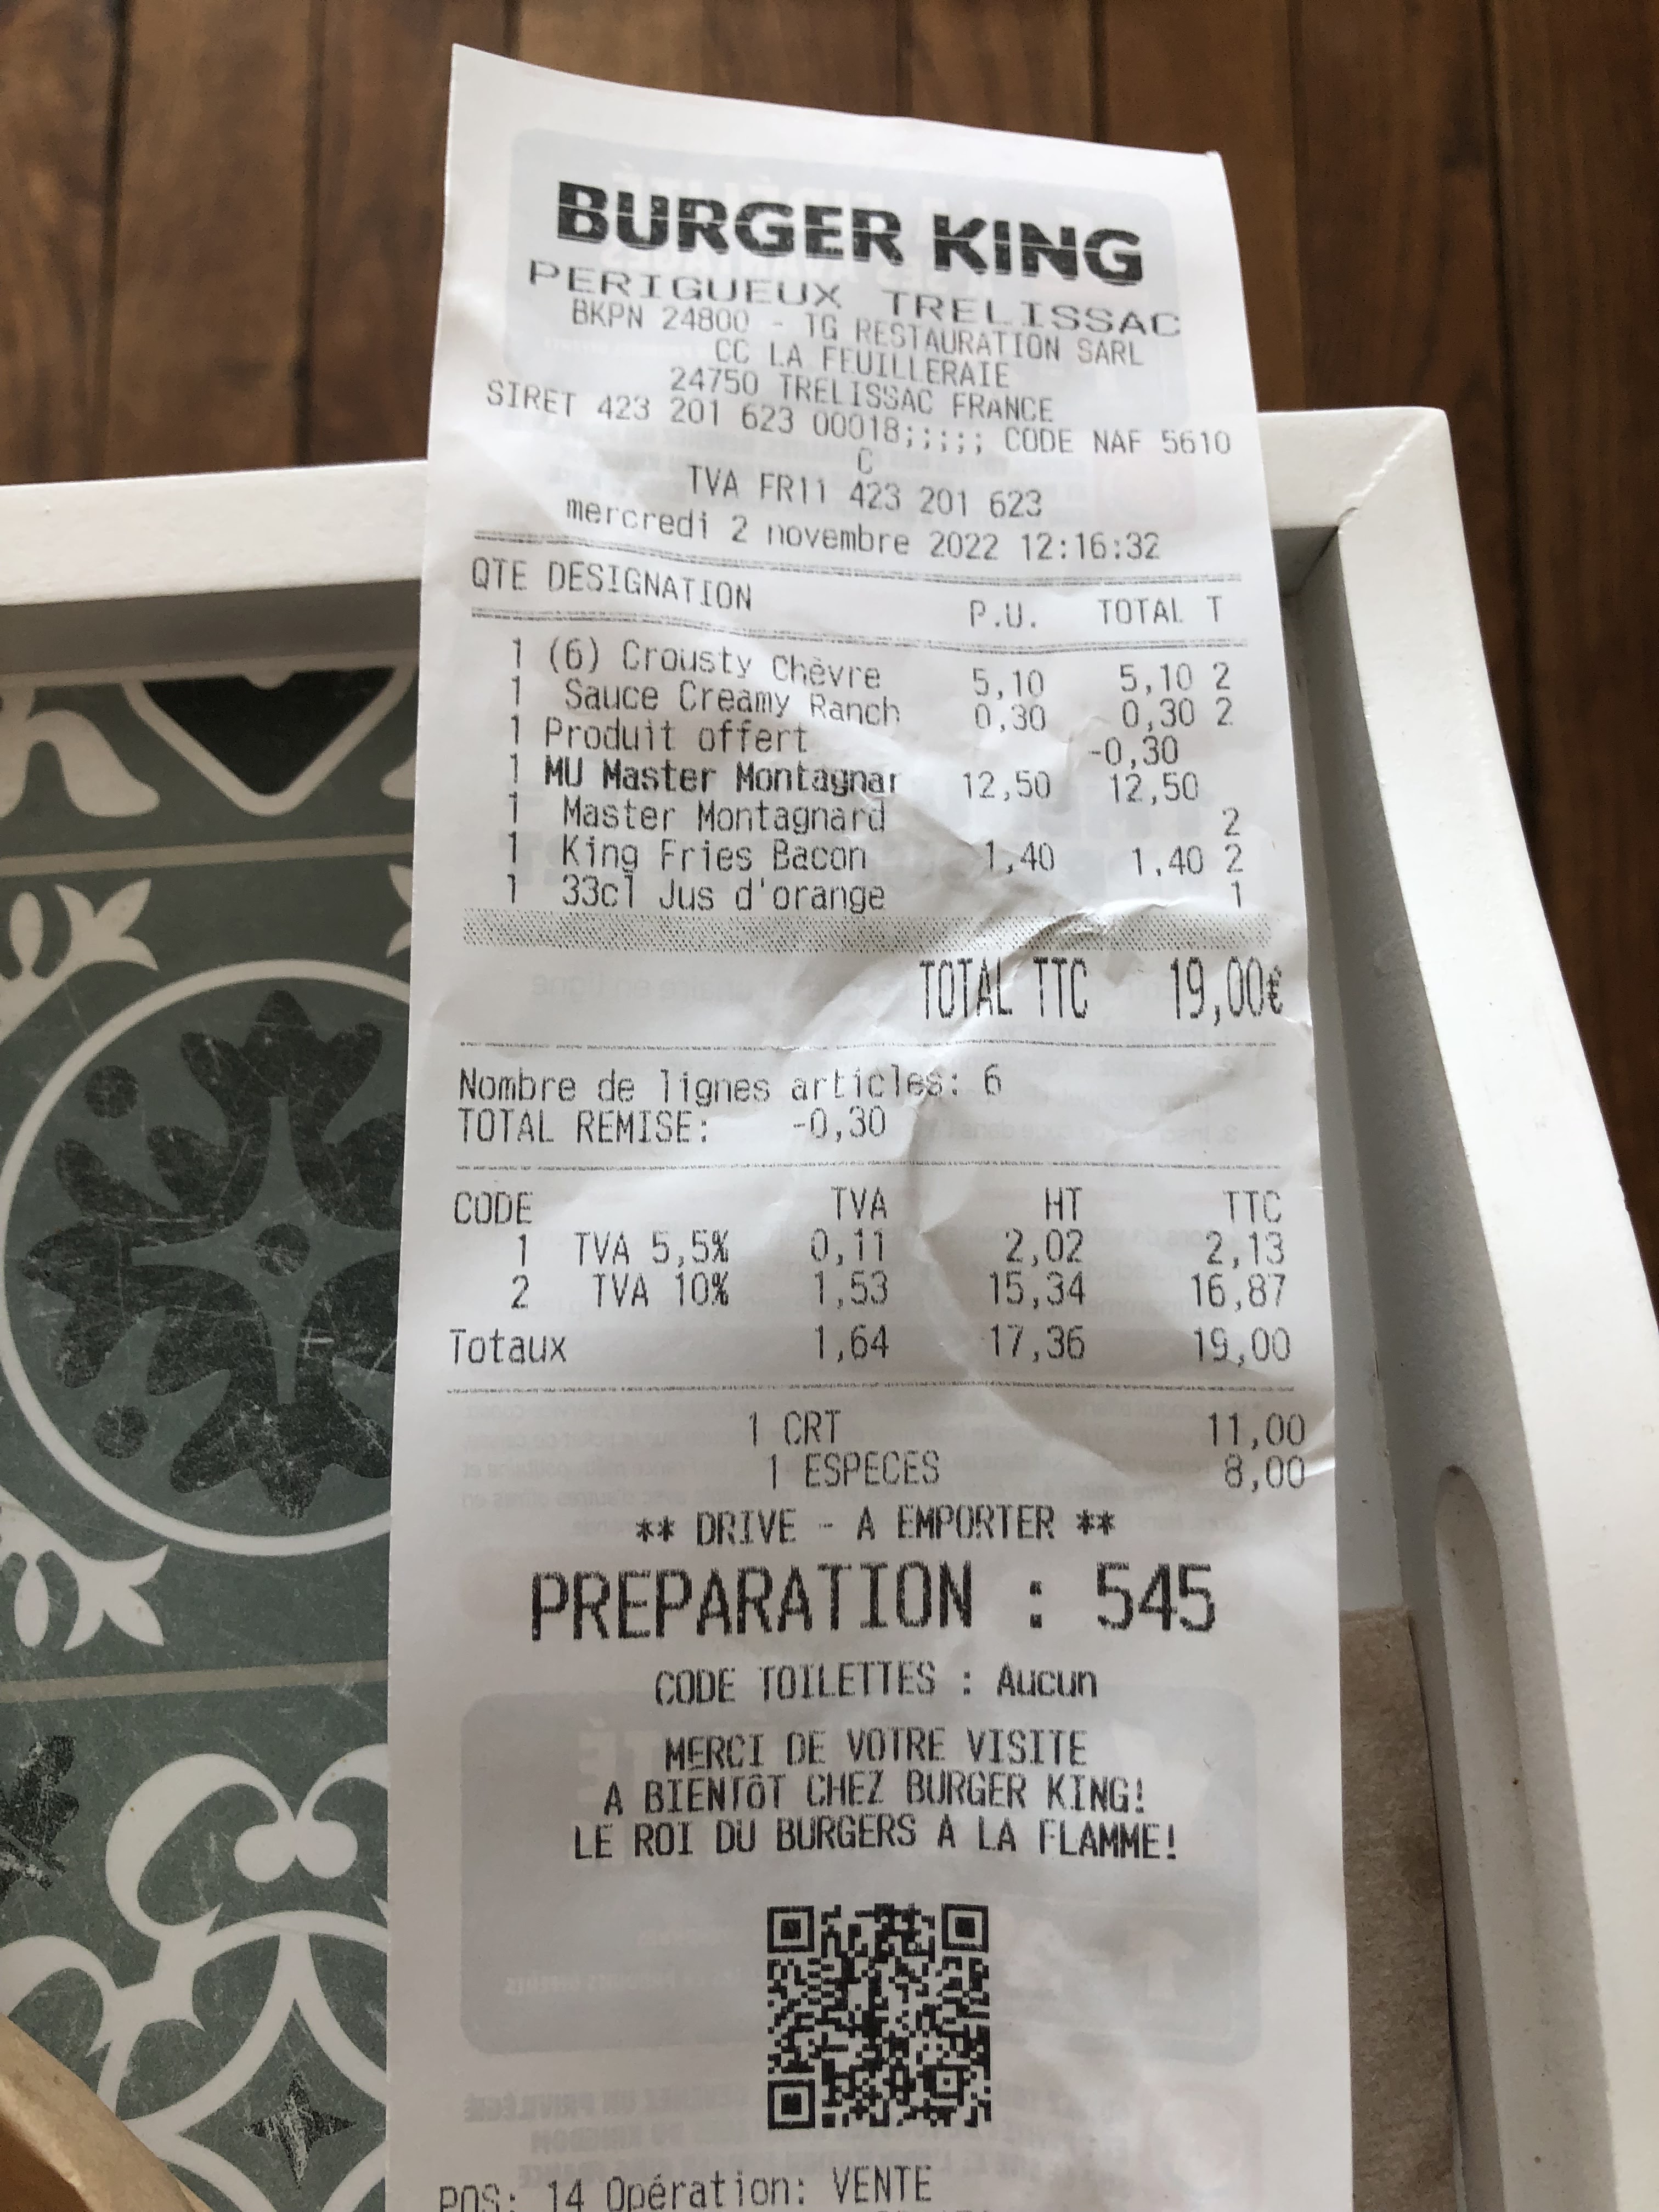 BURGER KING
PERIGUEUX TRELISSAC
BKPN 24800 - TG RESTAURATION SARL
CC LA FEUILLERAIE
24750 TRELISSAC FRANCE
SIRET 423 201 623 00018;;;;; CODE NAF 5610
C
TVA FR11 423 201 623
mercredi 2 novembre 2022 12:16:32
QTE DESIGNATION P.U. TOTAL T
1 (6) Crousty Chèvre 5,10 5,10 2
1 Sauce Creamy Ranch 0,30 0,30 2
1 Produit offert -0,30
1 MU Master Montagnar 12,50 12,50
1 Master Montagnard 2
1 King Fries Bacon 1,40 1,40 2
1 33cl Jus d'orange 1
TOTAL TTC 19,00€
Nombre de lignes articles: 6
TOTAL REMISE: -0,30
CODE TVA HT TTC
1 TVA 5,5% 0,11 2,02 2,13
2 TVA 10% 1,53 15,34 16,87
Totaux 1,64 17,36 19,00
1 CRT 11,00
1 ESPECES 8,00
** DRIVE - A EMPORTER **
PREPARATION : 545
CODE TOILETTES : Aucun
MERCI DE VOTRE VISITE
A BIENTôT CHEZ BURGER KING!
LE ROI DU BURGERS A LA FLAMME!
POS: 14 Opération: VENTE